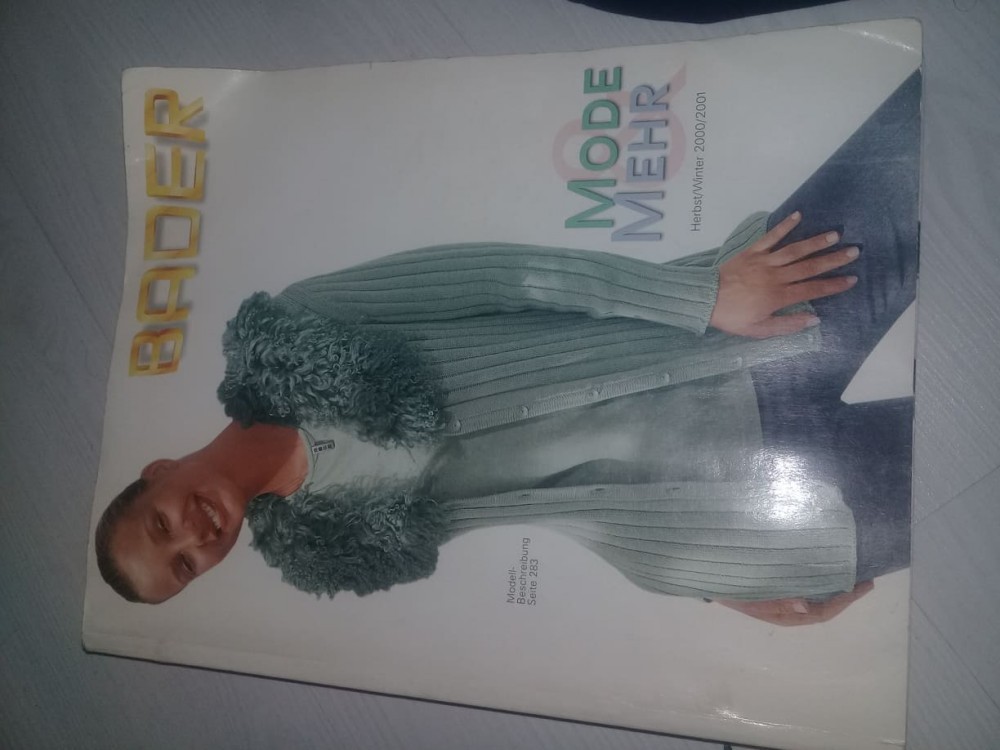 BADER
MODE
&
MEHR
Herbst/Winter 2000/2001
Modell-
Beschreibung
Seite 283